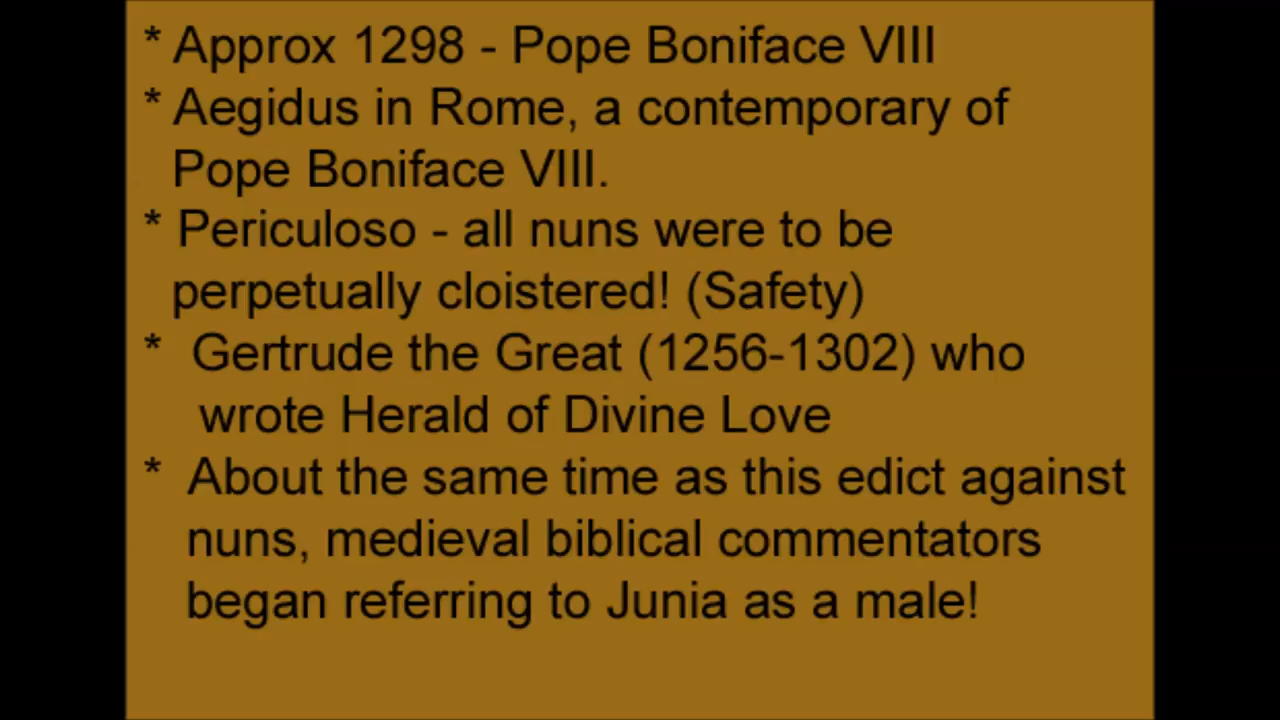 * Approx 1298 - Pope Boniface VIII
* Aegidus in Rome, a contemporary of
Pope Boniface VIII.
* Periculoso - all nuns were to be
perpetually cloistered! (Safety)
* Gertrude the Great (1256-1302) who
wrote Herald of Divine Love
* About the same time as this edict against
nuns, medieval biblical commentators
began referring to Junia as a male!